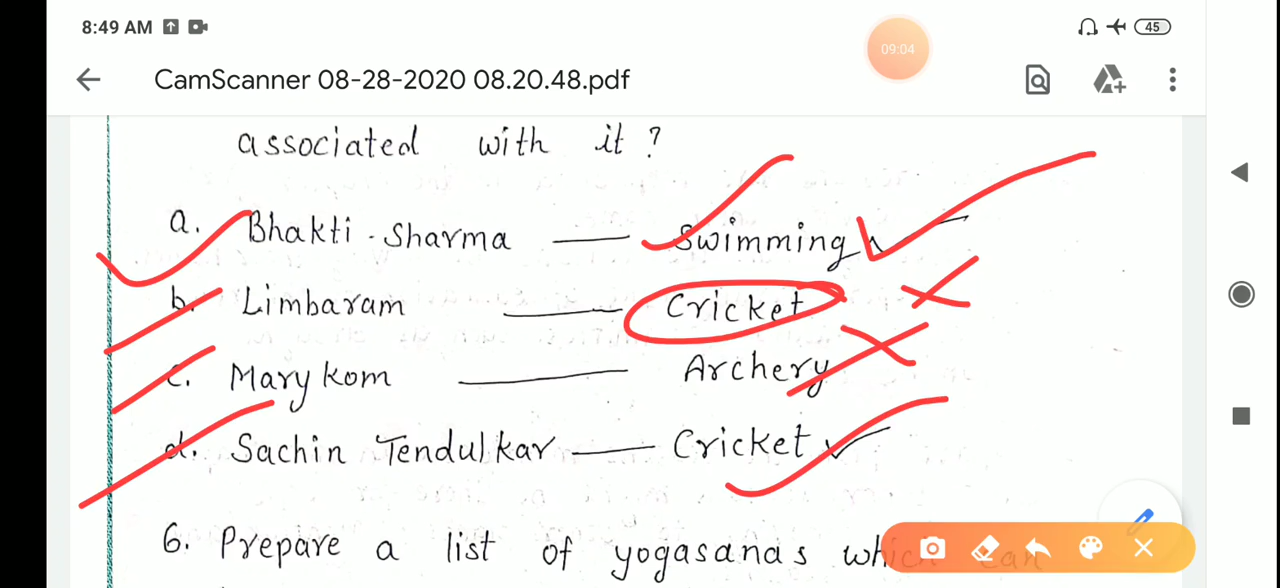 8:49 AM
45
09:04
CamScanner 08-28-2020 08.20.48.pdf
associated with it ?
a. Bhakti - Sharma — Swimming
b. Limbaram — Cricket
c. Mary kom — Archery
d. Sachin Tendulkar — Cricket
6. Prepare a list of yogasanas which can